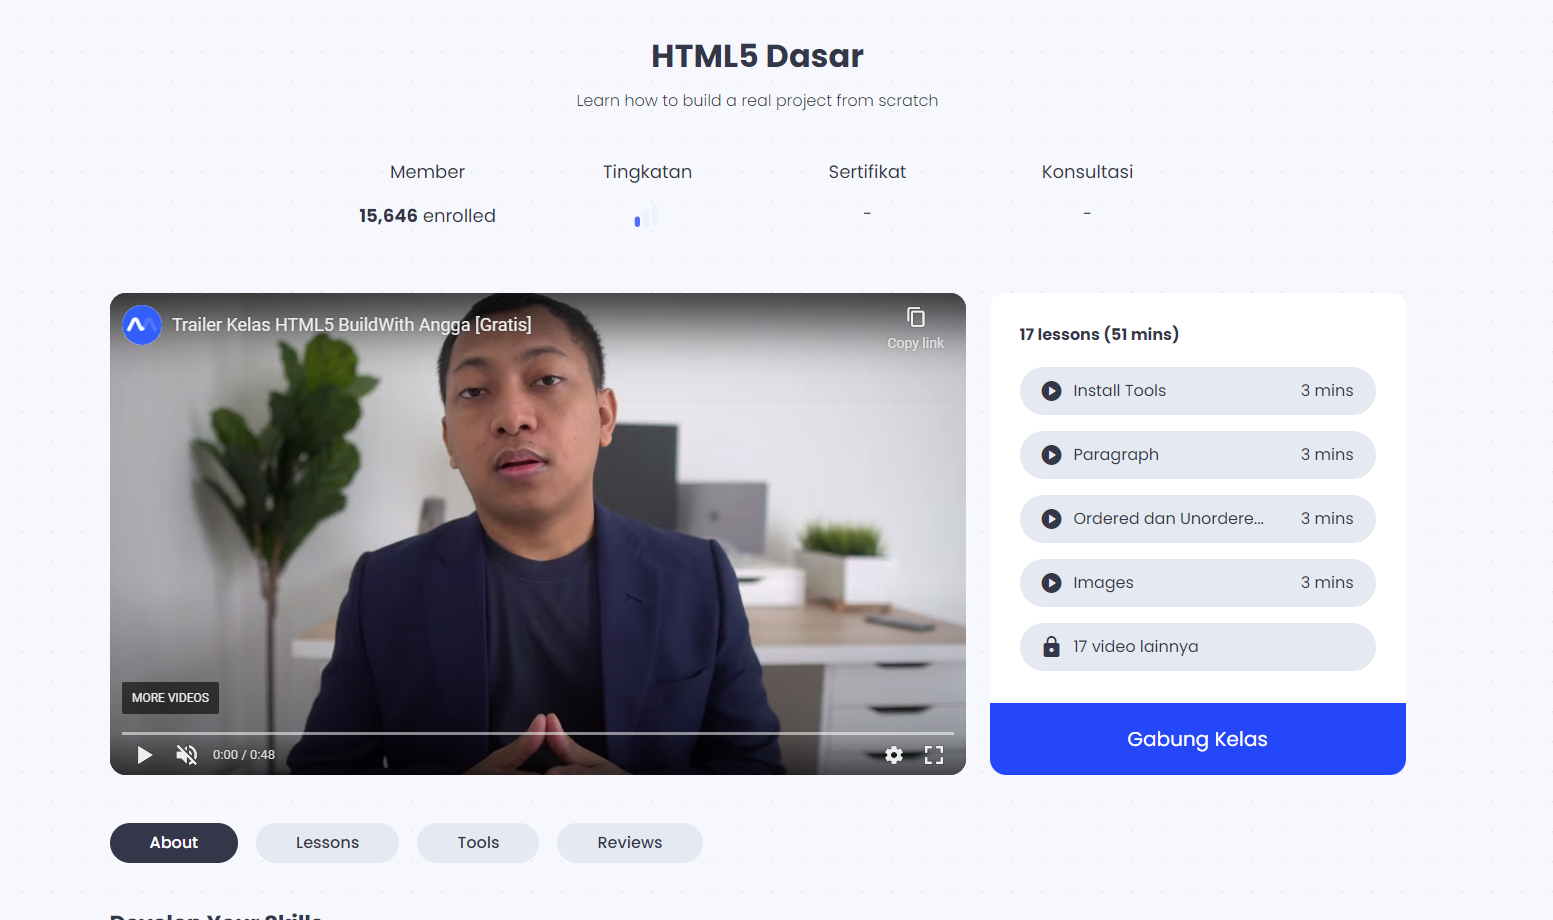 HTML5 Dasar
Learn how to build a real project from scratch
Member
15,646 enrolled
Tingkatan
Sertifikat
-
Konsultasi
-
Trailer Kelas HTML5 BuildWith Angga [Gratis]
Copy link
MORE VIDEOS
0:00 / 0:48
17 lessons (51 mins)
Install Tools 3 mins
Paragraph 3 mins
Ordered dan Unordere... 3 mins
Images 3 mins
17 video lainnya
Gabung Kelas
About
Lessons
Tools
Reviews
Develop Your Skills